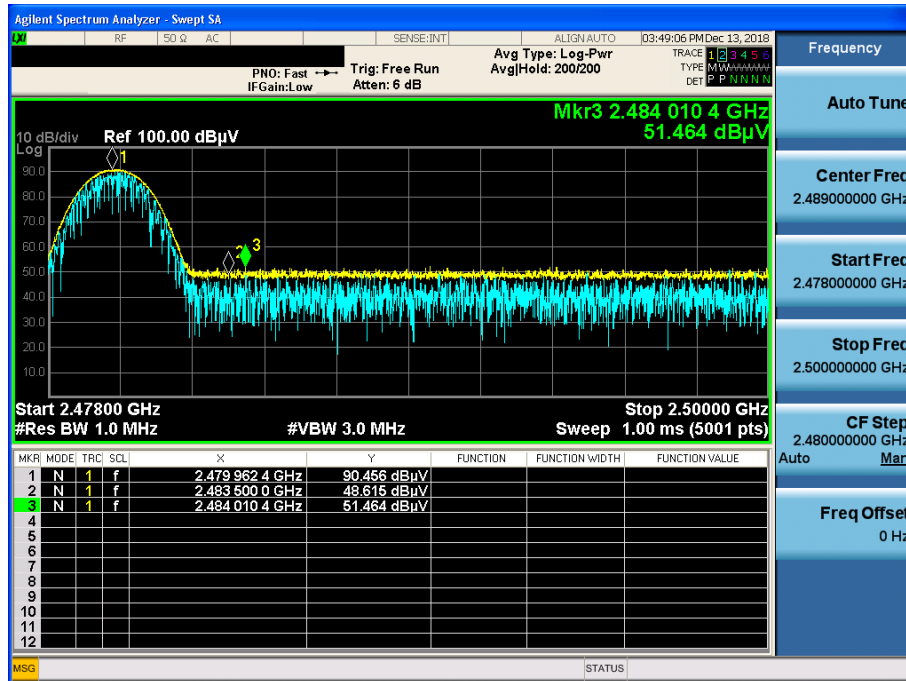 Agilent Spectrum Analyzer - Swept SA
LXI RF 50 Ω AC SENSE:INT ALIGN AUTO 03:49:06 PM Dec 13, 2018
PNO: Fast Trig: Free Run Avg Type: Log-Pwr TRACE 1 2 3 4 5 6
IFGain:Low Atten: 6 dB Avg|Hold: 200/200 TYPE M W W W W W
DET P P N N N N
Frequency
Mkr3 2.484 010 4 GHz
51.464 dBµV
10 dB/div Ref 100.00 dBµV
Log
90.0
80.0
70.0
60.0
50.0
40.0
30.0
20.0
10.0
1
2
3
Start 2.47800 GHz Stop 2.50000 GHz
#Res BW 1.0 MHz #VBW 3.0 MHz Sweep 1.00 ms (5001 pts)
MKR MODE TRC SCL X Y FUNCTION FUNCTION WIDTH FUNCTION VALUE
1 N 1 f 2.479 962 4 GHz 90.456 dBµV
2 N 1 f 2.483 500 0 GHz 48.615 dBµV
3 N 1 f 2.484 010 4 GHz 51.464 dBµV
4
5
6
7
8
9
10
11
12
Auto Tune
Center Freq
2.489000000 GHz
Start Freq
2.478000000 GHz
Stop Freq
2.500000000 GHz
CF Step
2.480000000 GHz
Auto Man
Freq Offset
0 Hz
MSG STATUS